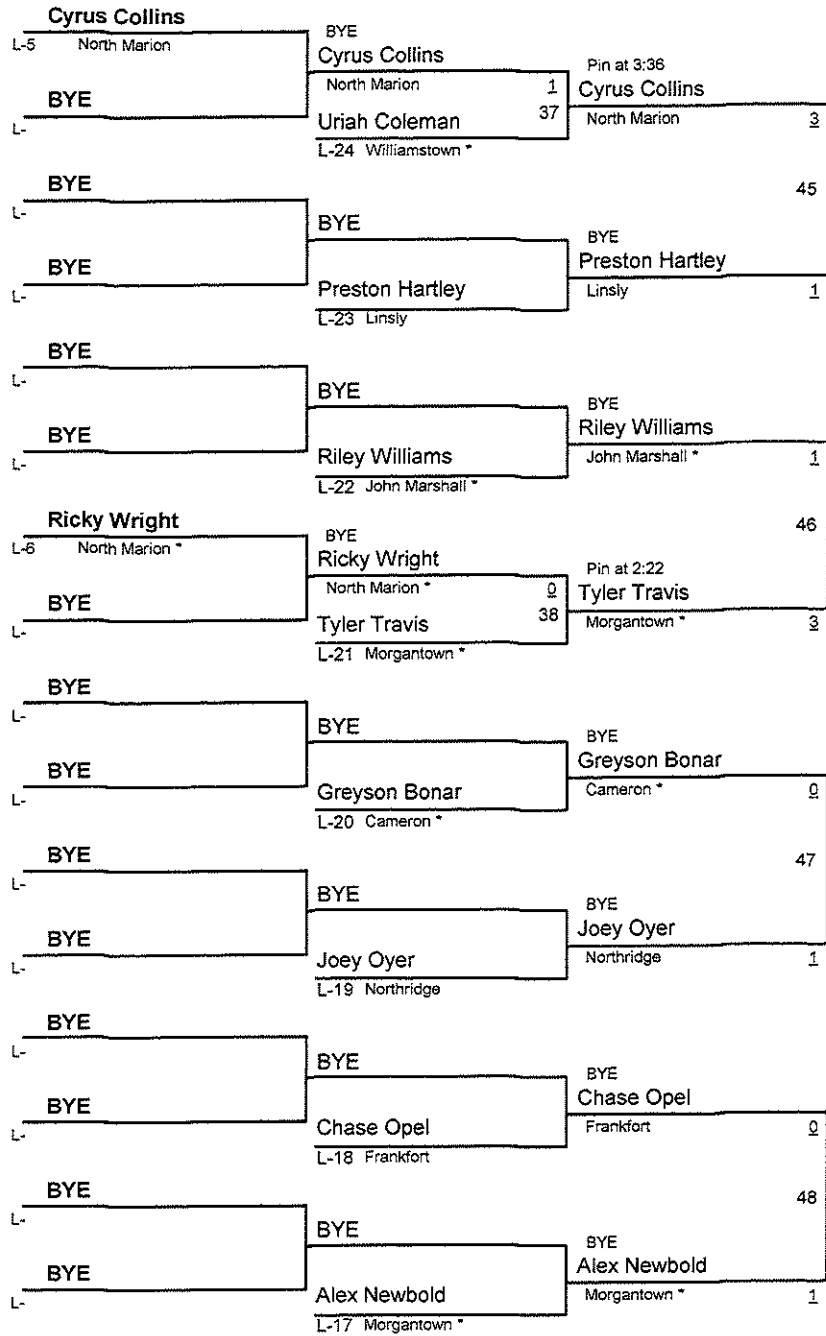 Cyrus Collins
L-5 North Marion
BYE
L-
BYE
L-
BYE
L-
BYE
L-
BYE
L-
Ricky Wright
L-6 North Marion *
BYE
L-
BYE
L-
BYE
L-
BYE
L-
BYE
L-
BYE
L-
BYE
L-
BYE
L-
BYE
L-
BYE
Cyrus Collins
North Marion 1
37
Uriah Coleman
L-24 Williamstown *
BYE
Preston Hartley
L-23 Linsly
BYE
Riley Williams
L-22 John Marshall *
BYE
Ricky Wright
North Marion * 0
38
Tyler Travis
L-21 Morgantown *
BYE
Greyson Bonar
L-20 Cameron *
BYE
Joey Oyer
L-19 Northridge
BYE
Chase Opel
L-18 Frankfort
BYE
Alex Newbold
L-17 Morgantown *
Pin at 3:36
Cyrus Collins
North Marion 3
45
BYE
Preston Hartley
Linsly 1
BYE
Riley Williams
John Marshall * 1
46
Pin at 2:22
Tyler Travis
Morgantown * 3
BYE
Greyson Bonar
Cameron * 0
47
BYE
Joey Oyer
Northridge 1
BYE
Chase Opel
Frankfort 0
48
BYE
Alex Newbold
Morgantown * 1